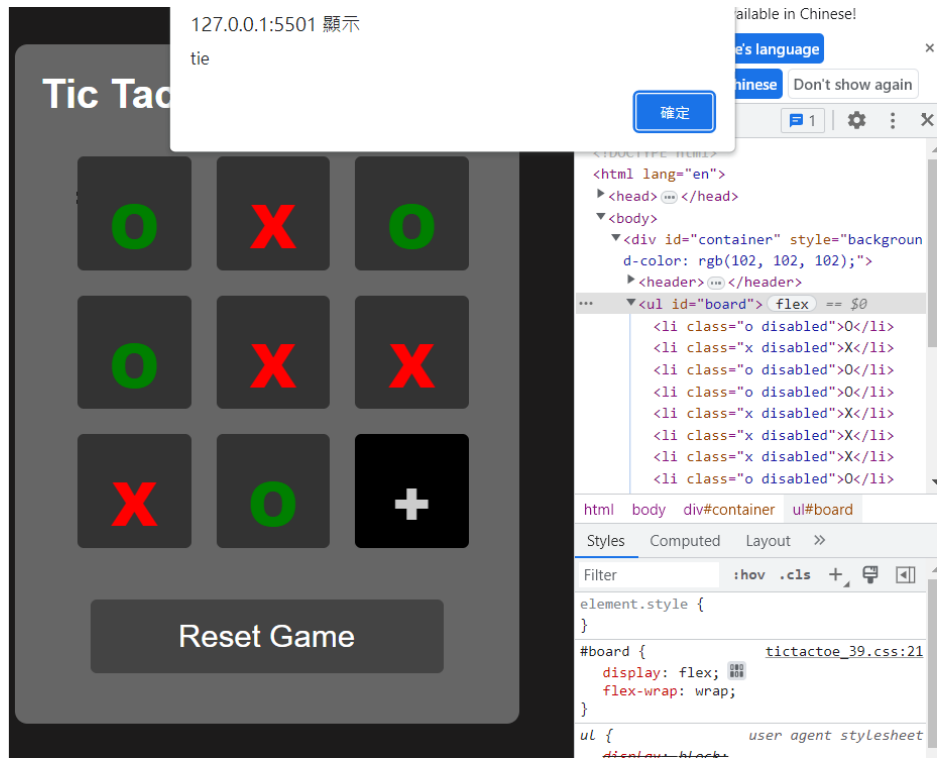 127.0.0.1:5501 顯示
tie
確定
Tic Tac
O X O
O X X
X O +
Reset Game
available in Chinese!
e's language
hinese
Don't show again
1
<!DOCTYPE html>
<html lang="en">
<head> ••• </head>
<body>
<div id="container" style="backgroun
d-color: rgb(102, 102, 102);">
<header> ••• </header>
••• <ul id="board"> flex == $0
<li class="o disabled">O</li>
<li class="x disabled">X</li>
<li class="o disabled">O</li>
<li class="o disabled">O</li>
<li class="x disabled">X</li>
<li class="x disabled">X</li>
<li class="x disabled">X</li>
<li class="o disabled">O</li>
html body div#container ul#board
Styles Computed Layout »
Filter :hov .cls +
element.style {
}
#board { tictactoe_39.css:21
display: flex;
flex-wrap: wrap;
}
ul { user agent stylesheet
display: block;